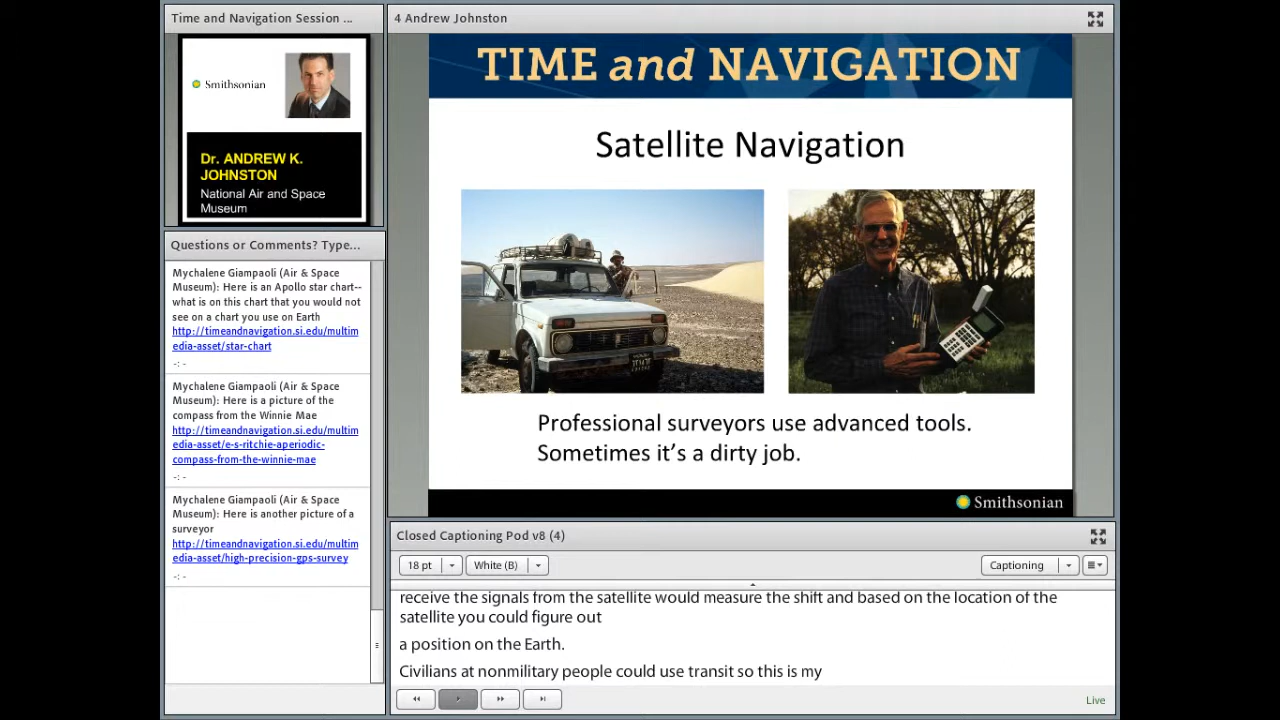 Time and Navigation Session ...
Smithsonian
Dr. ANDREW K.
JOHNSTON
National Air and Space
Museum
Questions or Comments? Type...
Mychalene Giampaoli (Air & Space
Museum): Here is an Apollo star chart--
what is on this chart that you would not
see on a chart you use on Earth
http://timeandnavigation.si.edu/multim
edia-asset/star-chart
-:-
Mychalene Giampaoli (Air & Space
Museum): Here is a picture of the
compass from the Winnie Mae
http://timeandnavigation.si.edu/multim
edia-asset/e-s-ritchie-aperiodic-
compass-from-the-winnie-mae
-:-
Mychalene Giampaoli (Air & Space
Museum): Here is another picture of a
surveyor
http://timeandnavigation.si.edu/multim
edia-asset/high-precision-gps-survey
-:-
4 Andrew Johnston
TIME and NAVIGATION
Satellite Navigation
Professional surveyors use advanced tools.
Sometimes it's a dirty job.
Smithsonian
Closed Captioning Pod v8 (4)
18 pt
White (B)
Captioning
receive the signals from the satellite would measure the shift and based on the location of the
satellite you could figure out
a position on the Earth.
Civilians at nonmilitary people could use transit so this is my
Live